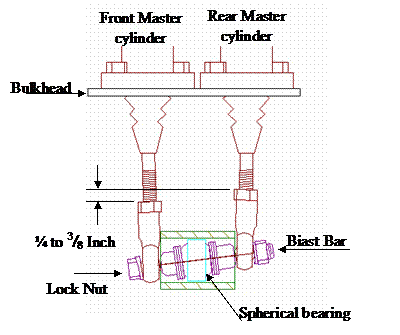 Front Master
cylinder
Rear Master
cylinder
Bulkhead
¼ to 3/8 Inch
Biast Bar
Lock Nut
Spherical bearing